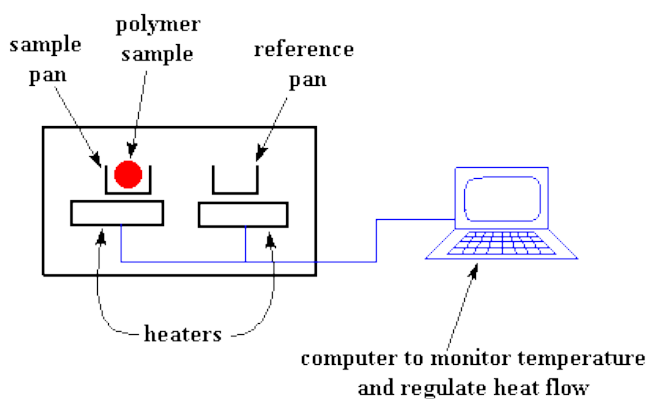 polymer
sample
sample
pan
reference
pan
heaters
computer to monitor temperature
and regulate heat flow